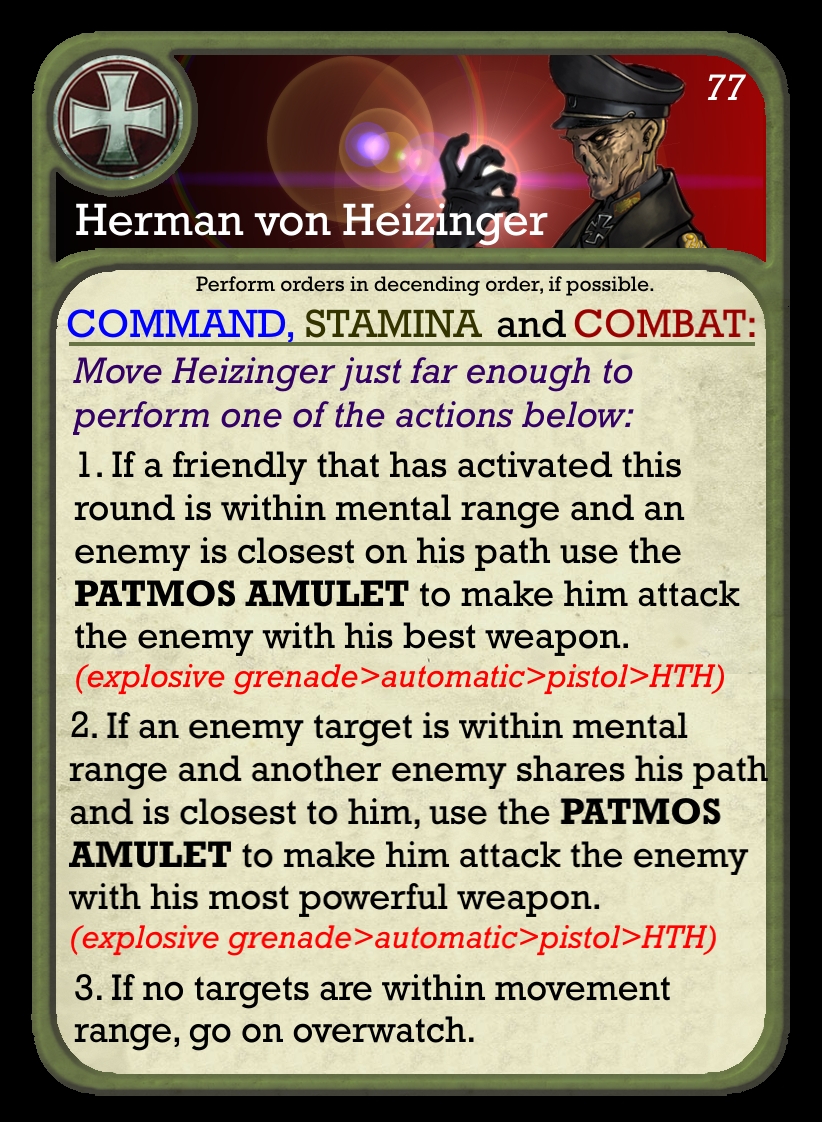 77
Herman von Heizinger
Perform orders in decending order, if possible.
COMMAND, STAMINA and COMBAT:
Move Heizinger just far enough to
perform one of the actions below:
1. If a friendly that has activated this
round is within mental range and an
enemy is closest on his path use the
PATMOS AMULET to make him attack
the enemy with his best weapon.
(explosive grenade>automatic>pistol>HTH)
2. If an enemy target is within mental
range and another enemy shares his path
and is closest to him, use the PATMOS
AMULET to make him attack the enemy
with his most powerful weapon.
(explosive grenade>automatic>pistol>HTH)
3. If no targets are within movement
range, go on overwatch.